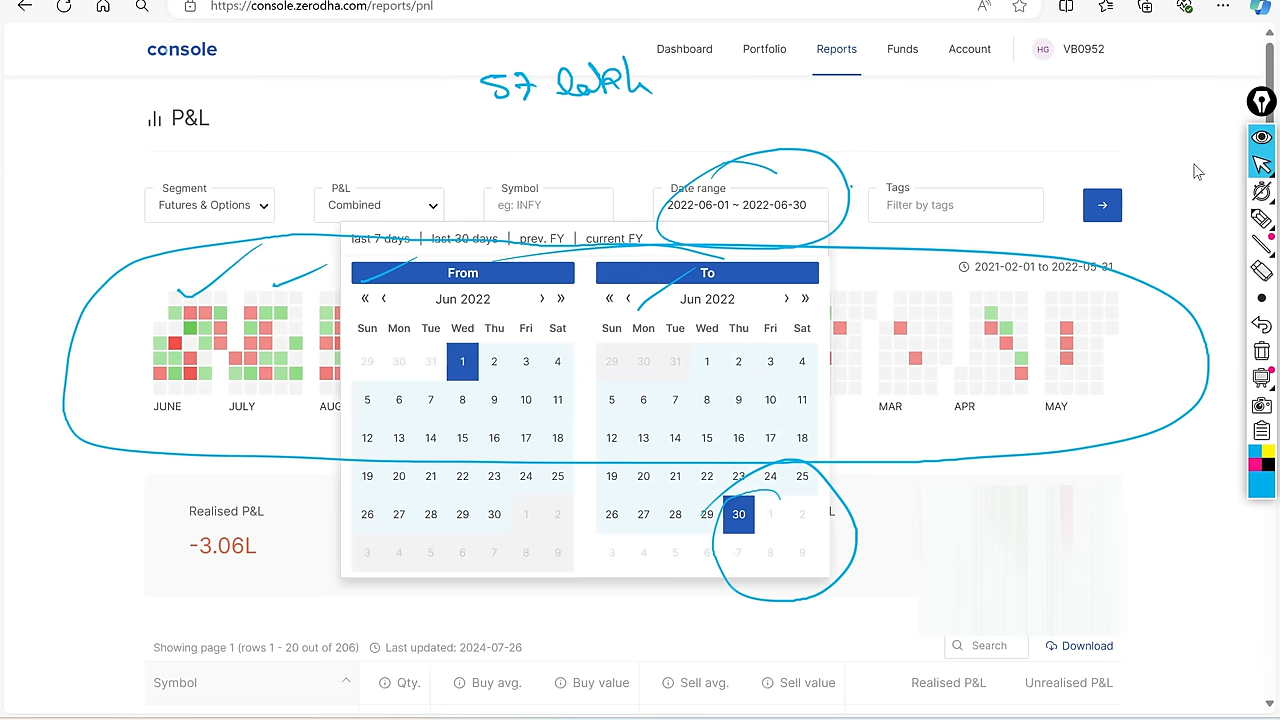 https://console.zerodha.com/reports/pnl
console
Dashboard Portfolio Reports Funds Account HG VB0952
57 lakh
P&L
Segment P&L Symbol Date range Tags
Futures & Options Combined eg: INFY 2022-06-01 ~ 2022-06-30 Filter by tags
last 7 days | last 30 days | prev. FY | current FY
2021-02-01 to 2022-05-31
From To
« ‹ Jun 2022 › » « ‹ Jun 2022 › »
Sun Mon Tue Wed Thu Fri Sat Sun Mon Tue Wed Thu Fri Sat
29 30 31 1 2 3 4 29 30 31 1 2 3 4
5 6 7 8 9 10 11 5 6 7 8 9 10 11
JUNE JULY AUG MAR APR MAY
12 13 14 15 16 17 18 12 13 14 15 16 17 18
19 20 21 22 23 24 25 19 20 21 22 23 24 25
26 27 28 29 30 1 2 26 27 28 29 30 1 2
3 4 5 6 7 8 9 3 4 5 6 7 8 9
Realised P&L
-3.06L
Showing page 1 (rows 1 - 20 out of 206) Last updated: 2024-07-26 Search Download
Symbol Qty. Buy avg. Buy value Sell avg. Sell value Realised P&L Unrealised P&L